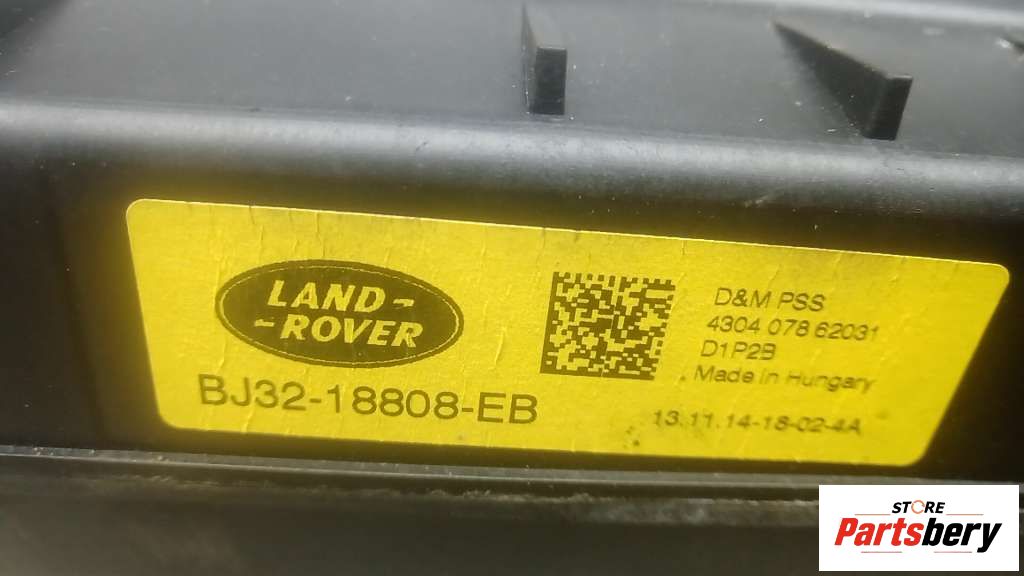 LAND-
-ROVER
BJ32-18808-EB
D&M PSS
4304 078 62031
D1P2B
Made in Hungary
13.11.14-18-02-4A
STORE
Partsbery